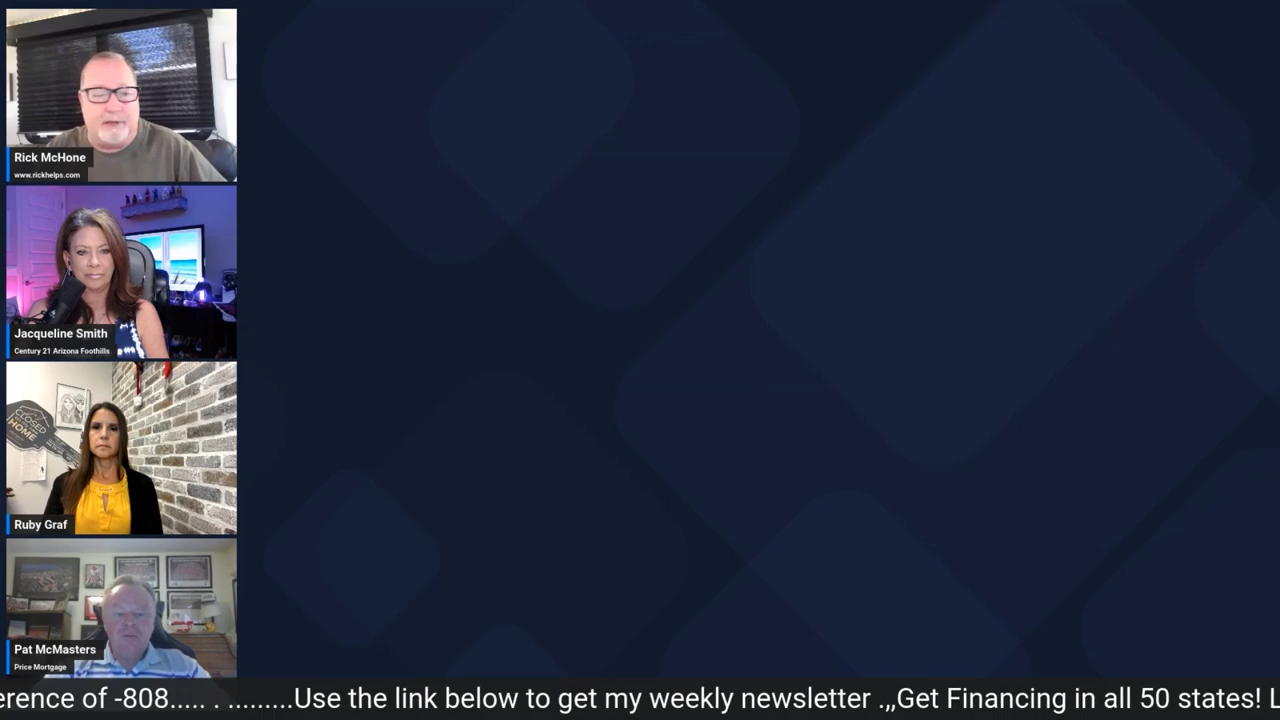 Rick McHone
www.rickhelps.com
Jacqueline Smith
Century 21 Arizona Foothills
CLOSED
HOME
Ruby Graf
Pat McMasters
Price Mortgage
erence of -808..... . .........Use the link below to get my weekly newsletter .,,Get Financing in all 50 states! L